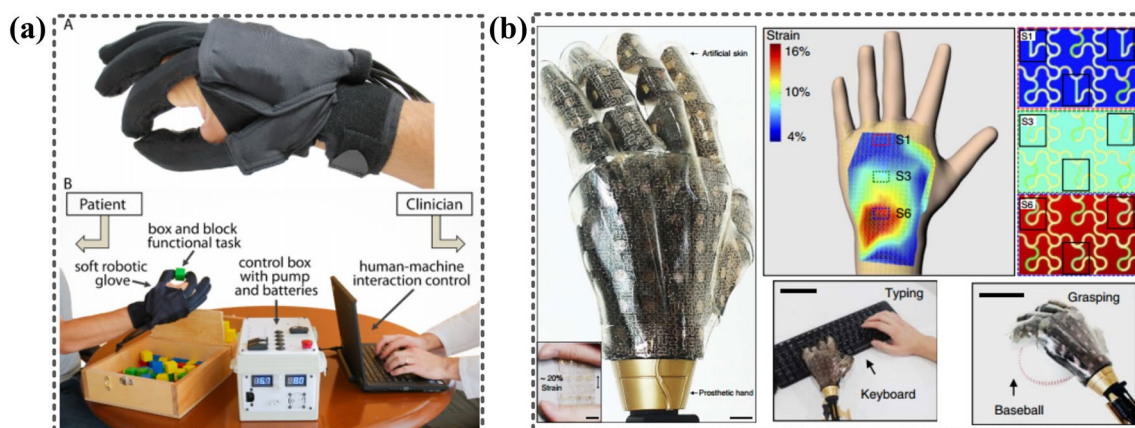 (a)
A
B
Patient
Clinician
box and block
functional task
soft robotic
glove
control box
with pump
and batteries
human-machine
interaction control
(b)
Artificial skin
~ 20%
Strain
Prosthetic hand
Strain
16%
10%
4%
S1
S3
S6
S1
S3
S6
Typing
Keyboard
Grasping
Baseball